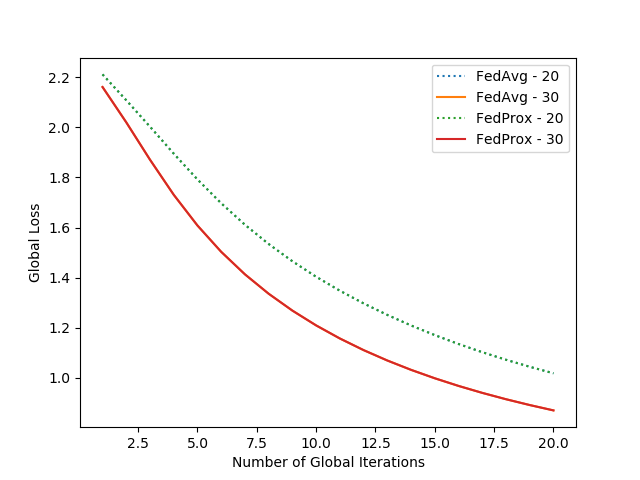 2.2
2.0
1.8
1.6
1.4
1.2
1.0
Global Loss
FedAvg - 20
FedAvg - 30
FedProx - 20
FedProx - 30
2.5 5.0 7.5 10.0 12.5 15.0 17.5 20.0
Number of Global Iterations